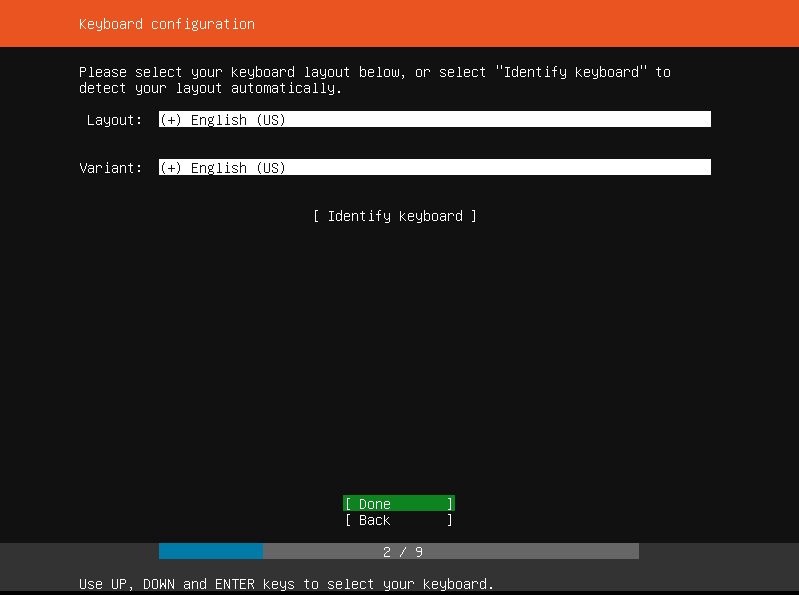 Keyboard configuration
Please select your keyboard layout below, or select "Identify keyboard" to
detect your layout automatically.
Layout: (+) English (US)
Variant: (+) English (US)
[ Identify keyboard ]
[ Done ]
[ Back ]
2 / 9
Use UP, DOWN and ENTER keys to select your keyboard.